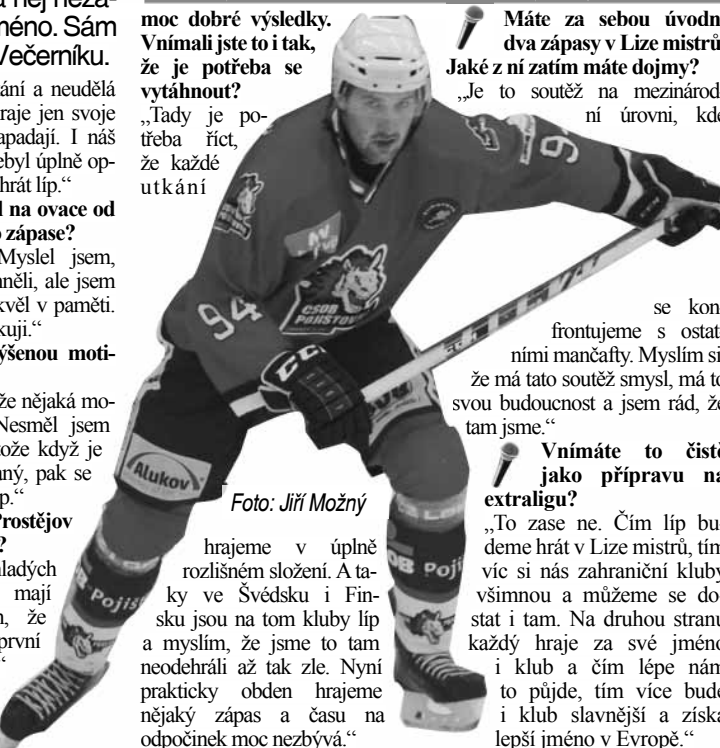 méno. Sám
Večerníku.
ání a neudělá
raje jen svoje
apadají. I náš
ebyl úplně op-
hrát líp.“
l na ovace od
o zápase?
Myslel jsem,
něli, ale jsem
kvěl v paměti.
kuji.“
ýšenou moti-
že nějaká mo-
Nesměl jsem
tože když je
aný, pak se
p.“
Prostějov
?
mladých
mají
n, že
první
“
moc dobré výsledky.
Vnímali jste to i tak,
že je potřeba se
vytáhnout?
„Tady je po-
třeba říct,
že každé
utkání
hrajeme v úplně
rozlišném složení. A ta-
ky ve Švédsku i Fin-
sku jsou na tom kluby líp
a myslím, že jsme to tam
neodehráli až tak zle. Nyní
prakticky obden hrajeme
nějaký zápas a času na
odpočinek moc nezbývá.“
Foto: Jiří Možný
94
ČSOB
POJIŠŤOV
CCM
Alukov
Máte za sebou úvodn
dva zápasy v Lize mistrů
Jaké z ní zatím máte dojmy?
„Je to soutěž na mezinárod
ní úrovni, kde
se kon
frontujeme s ostat
ními mančafty. Myslím si
že má tato soutěž smysl, má to
svou budoucnost a jsem rád, že
tam jsme.“
Vnímáte to čistě
jako přípravu na
extraligu?
„To zase ne. Čím líp bu
deme hrát v Lize mistrů, tím
víc si nás zahraniční kluby
všimnou a můžeme se do
stat i tam. Na druhou stranu
každý hraje za své jméno
i klub a čím lépe nám
to půjde, tím více bude
i klub slavnější a získá
lepší jméno v Evropě.“